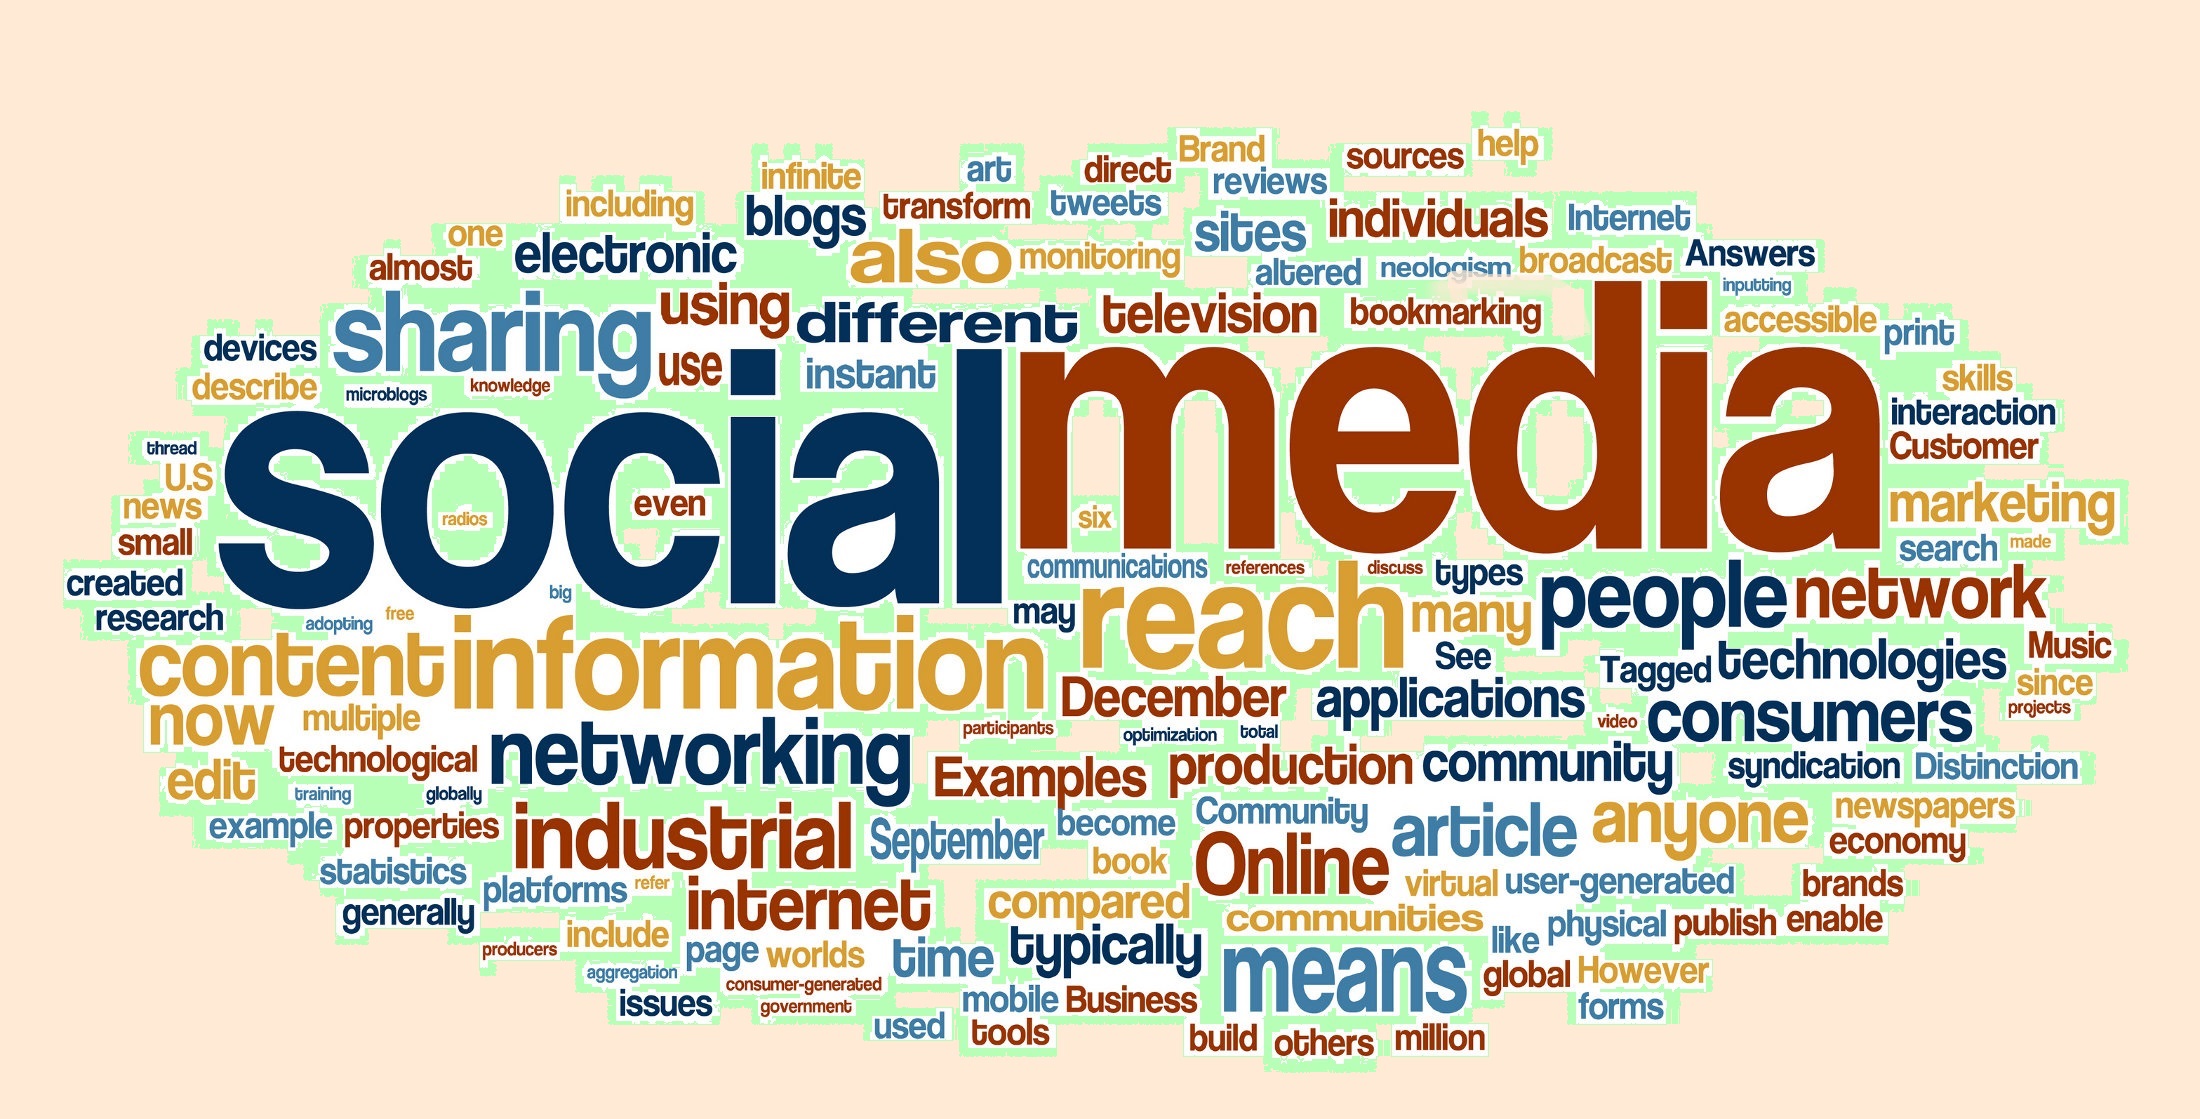 help
Brand
sources
direct
art
infinite
reviews
including
transform
tweets
blogs
individuals
Internet
one
sites
electronic
also
monitoring
Answers
almost
altered
neologism
broadcast
inputting
sharing
using
different
television
bookmarking
accessible
print
devices
use
instant
describe
microblogs
knowledge
skills
interaction
social media
Customer
thread
U.S
news
radios
even
six
marketing
small
search
made
created
communications
references
discuss
types
people
network
big
research
adopting
free
may
reach
many
content
information
See
Tagged
technologies
Music
since
now
multiple
December
applications
projects
video
consumers
participants
optimization
total
technological
networking
edit
Examples
production
community
syndication
Distinction
training
globally
example
properties
industrial
September
become
Community
article
anyone
newspapers
economy
statistics
book
Online
platforms
refer
virtual
user-generated
brands
generally
internet
compared
communities
physical
publish
enable
producers
include
page
worlds
time
typically
like
means
global
However
aggregation
consumer-generated
issues
government
mobile
Business
forms
used
tools
build
others
million